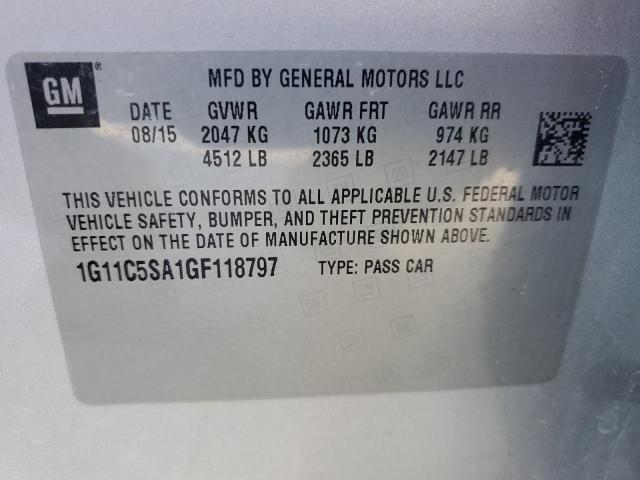 GM
MFD BY GENERAL MOTORS LLC
DATE GVWR GAWR FRT GAWR RR
08/15 2047 KG 1073 KG 974 KG
4512 LB 2365 LB 2147 LB
THIS VEHICLE CONFORMS TO ALL APPLICABLE U.S. FEDERAL MOTOR
VEHICLE SAFETY, BUMPER, AND THEFT PREVENTION STANDARDS IN
EFFECT ON THE DATE OF MANUFACTURE SHOWN ABOVE.
1G11C5SA1GF118797 TYPE: PASS CAR